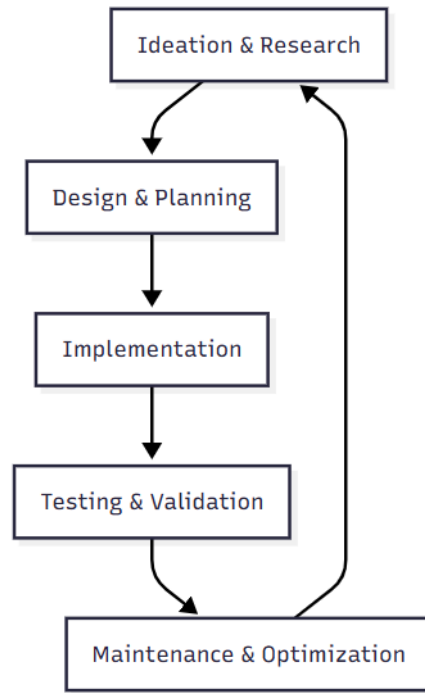 Ideation & Research
Design & Planning
Implementation
Testing & Validation
Maintenance & Optimization